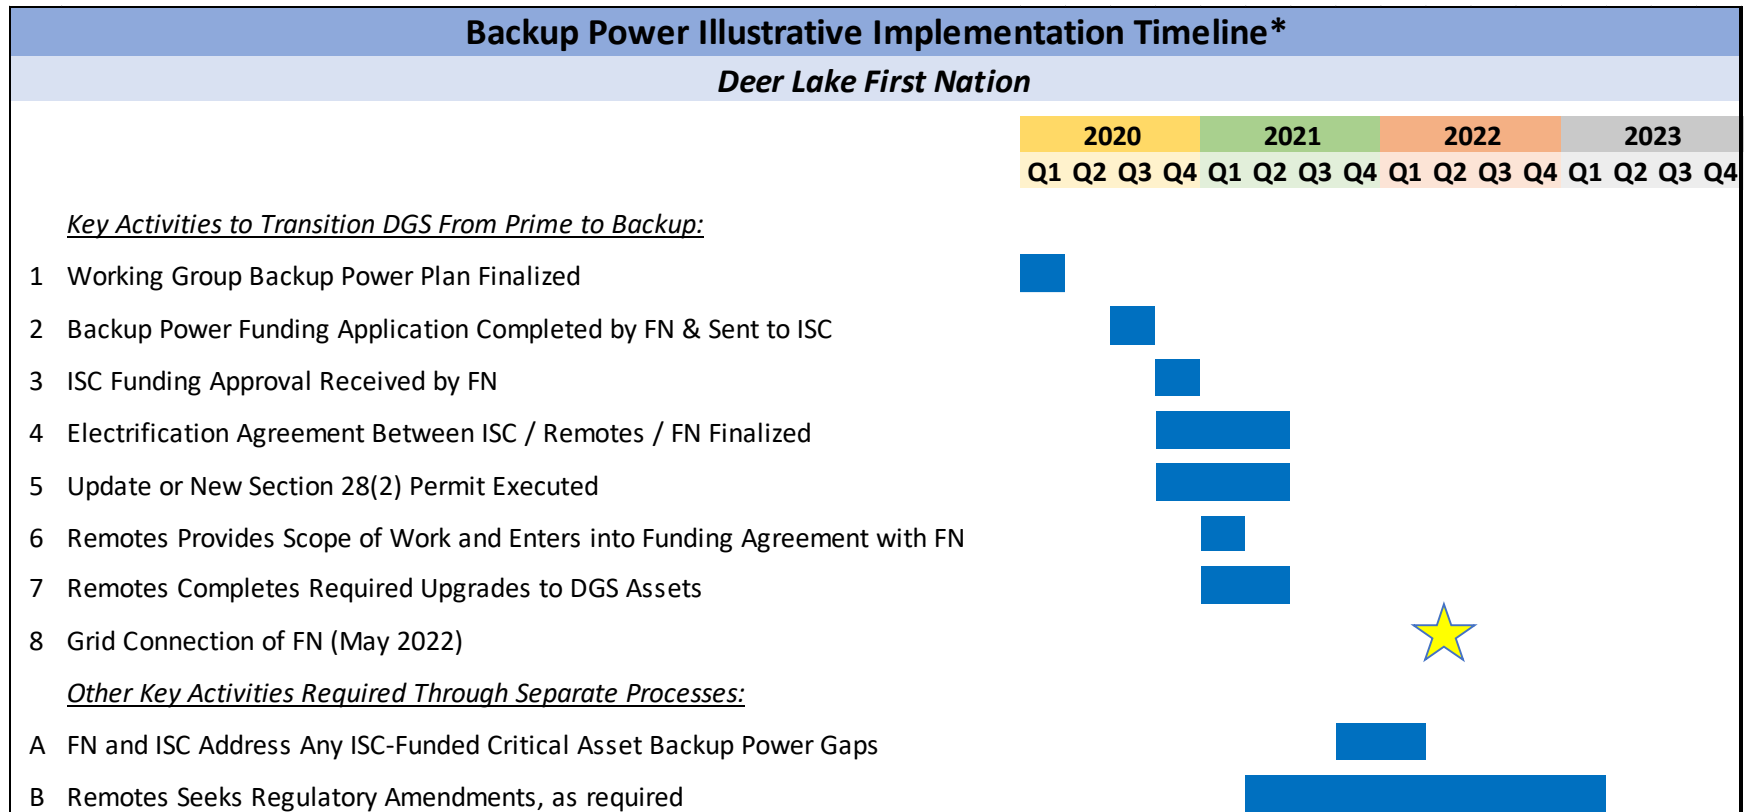 Backup Power Illustrative Implementation Timeline*
Deer Lake First Nation
2020 2021 2022 2023
Q1 Q2 Q3 Q4 Q1 Q2 Q3 Q4 Q1 Q2 Q3 Q4 Q1 Q2 Q3 Q4
Key Activities to Transition DGS From Prime to Backup:
1 Working Group Backup Power Plan Finalized
2 Backup Power Funding Application Completed by FN & Sent to ISC
3 ISC Funding Approval Received by FN
4 Electrification Agreement Between ISC / Remotes / FN Finalized
5 Update or New Section 28(2) Permit Executed
6 Remotes Provides Scope of Work and Enters into Funding Agreement with FN
7 Remotes Completes Required Upgrades to DGS Assets
8 Grid Connection of FN (May 2022)
Other Key Activities Required Through Separate Processes:
A FN and ISC Address Any ISC-Funded Critical Asset Backup Power Gaps
B Remotes Seeks Regulatory Amendments, as required